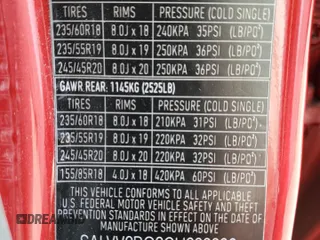 TIRES RIMS PRESSURE (COLD SINGLE)
235/60R18 8.0J x 18 240KPA 35PSI (LB/PO²)
235/55R19 8.0J x 19 250KPA 36PSI (LB/PO²)
245/45R20 8.0J x 20 250KPA 36PSI (LB/PO²)
GAWR REAR: 1145KG (2525LB)
TIRES RIMS PRESSURE (COLD SINGLE)
235/60R18 8.0J x 18 210KPA 31PSI (LB/PO²)
235/55R19 8.0J x 19 220KPA 32PSI (LB/PO²)
245/45R20 8.0J x 20 220KPA 32PSI (LB/PO²)
155/85R18 4.0J x 18 420KPA 60PSI (LB/PO²)
THIS VEHICLE CONFORMS TO ALL APPLICABLE
FEDERAL MOTOR VEHICLE SAFETY, BUMPER, AND
THEFT PREVENTION STANDARDS IN EFFECT ON THE
DATE OF MANUFACTURE SHOWN ABOVE